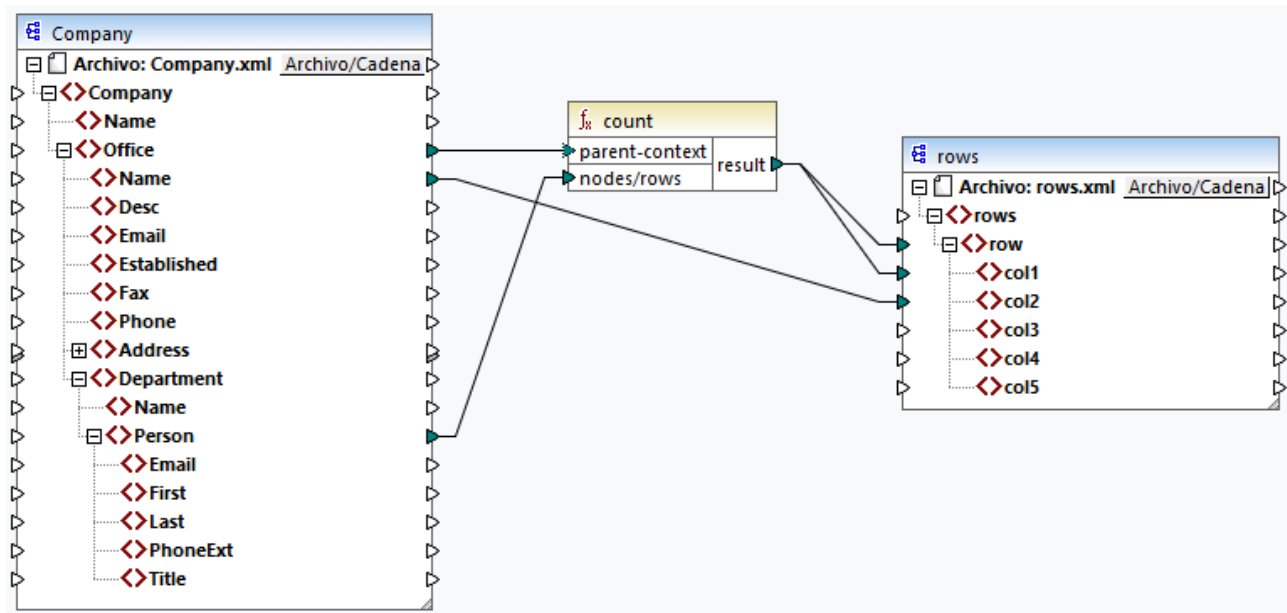 Company
Archivo: Company.xml Archivo/Cadena
Company
Name
Office
Name
Desc
Email
Established
Fax
Phone
Address
Department
Name
Person
Email
First
Last
PhoneExt
Title
fx count
parent-context
nodes/rows
result
rows
Archivo: rows.xml Archivo/Cadena
rows
row
col1
col2
col3
col4
col5